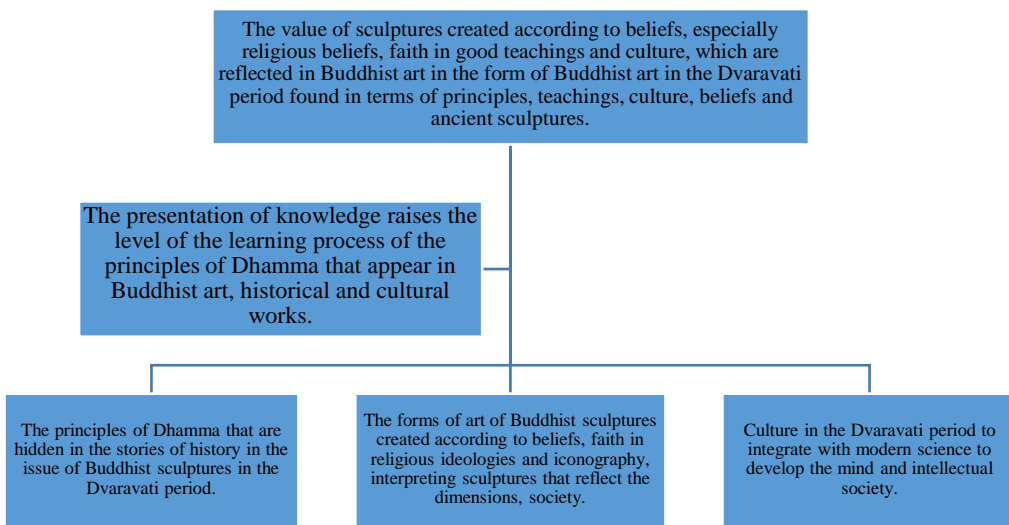 The value of sculptures created according to beliefs, especially
religious beliefs, faith in good teachings and culture, which are
reflected in Buddhist art in the form of Buddhist art in the Dvaravati
period found in terms of principles, teachings, culture, beliefs and
ancient sculptures.
The presentation of knowledge raises the
level of the learning process of the
principles of Dhamma that appear in
Buddhist art, historical and cultural
works.
The principles of Dhamma that are
hidden in the stories of history in the
issue of Buddhist sculptures in the
Dvaravati period.
The forms of art of Buddhist sculptures
created according to beliefs, faith in
religious ideologies and iconography,
interpreting sculptures that reflect the
dimensions, society.
Culture in the Dvaravati period to
integrate with modern science to
develop the mind and intellectual
society.